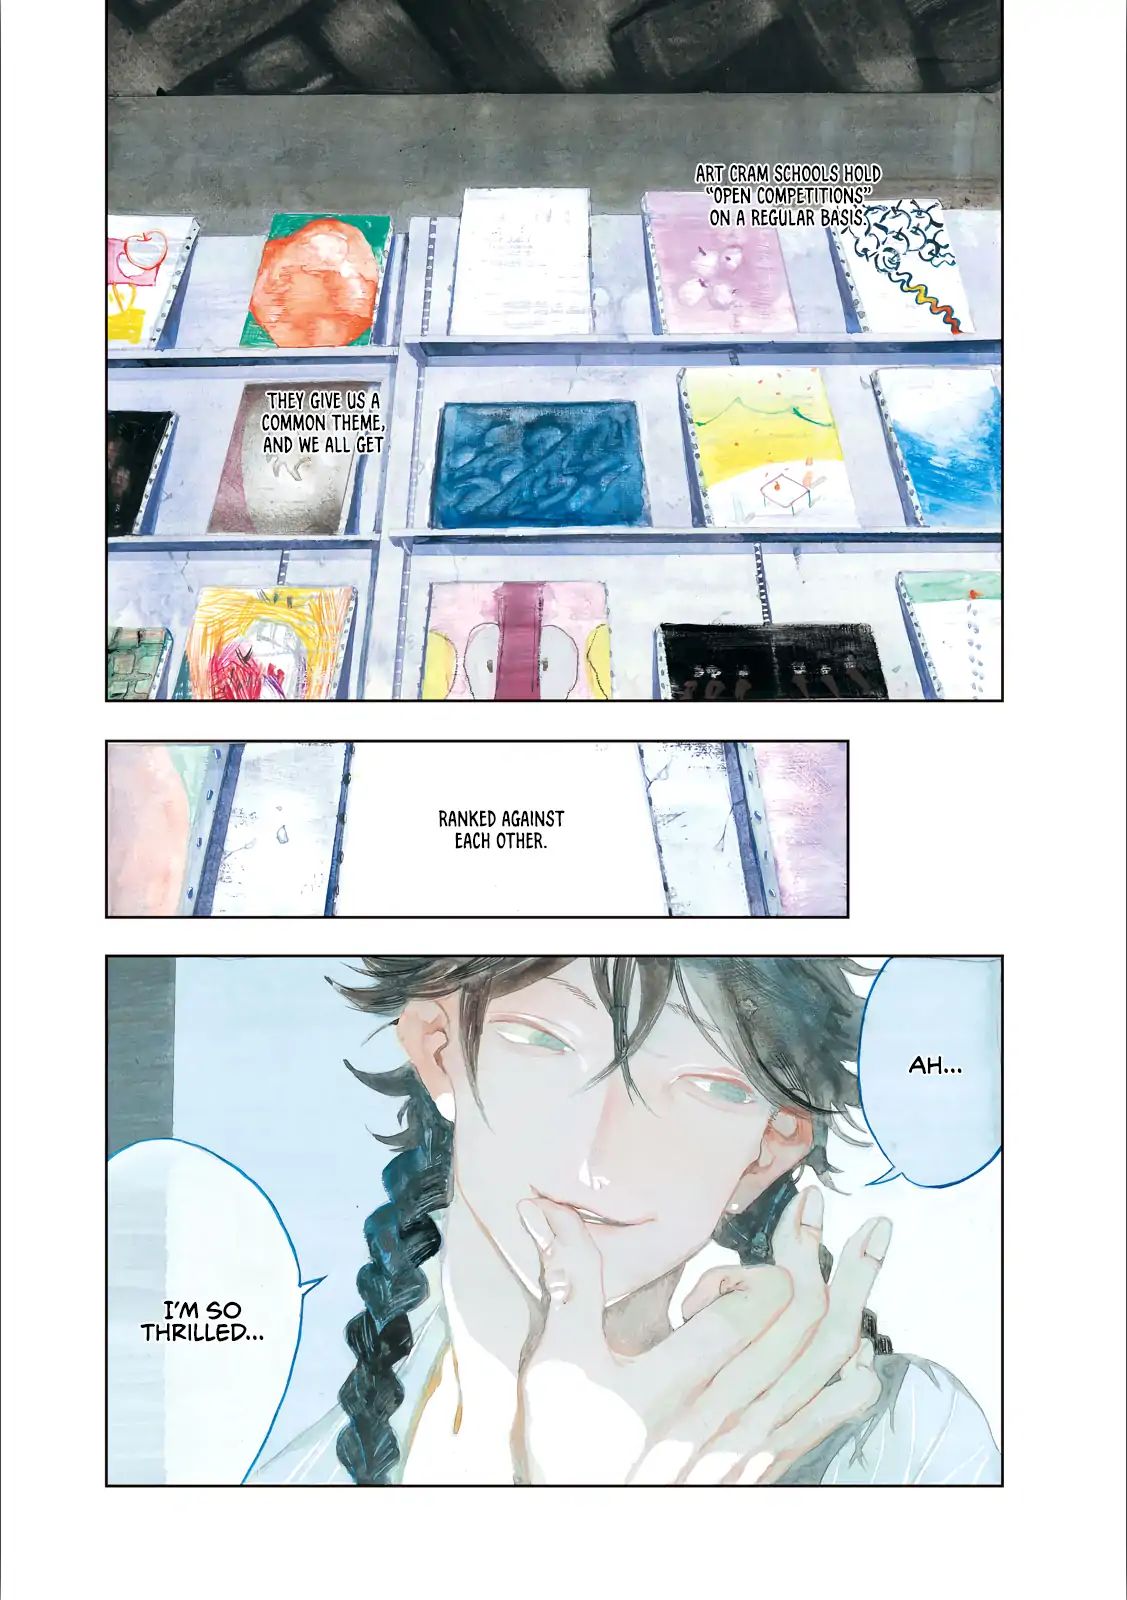 ART CRAM SCHOOLS HOLD
"OPEN COMPETITIONS"
ON A REGULAR BASIS.
THEY GIVE US A
COMMON THEME,
AND WE ALL GET
RANKED AGAINST
EACH OTHER.
AH...
I'M SO
THRILLED...